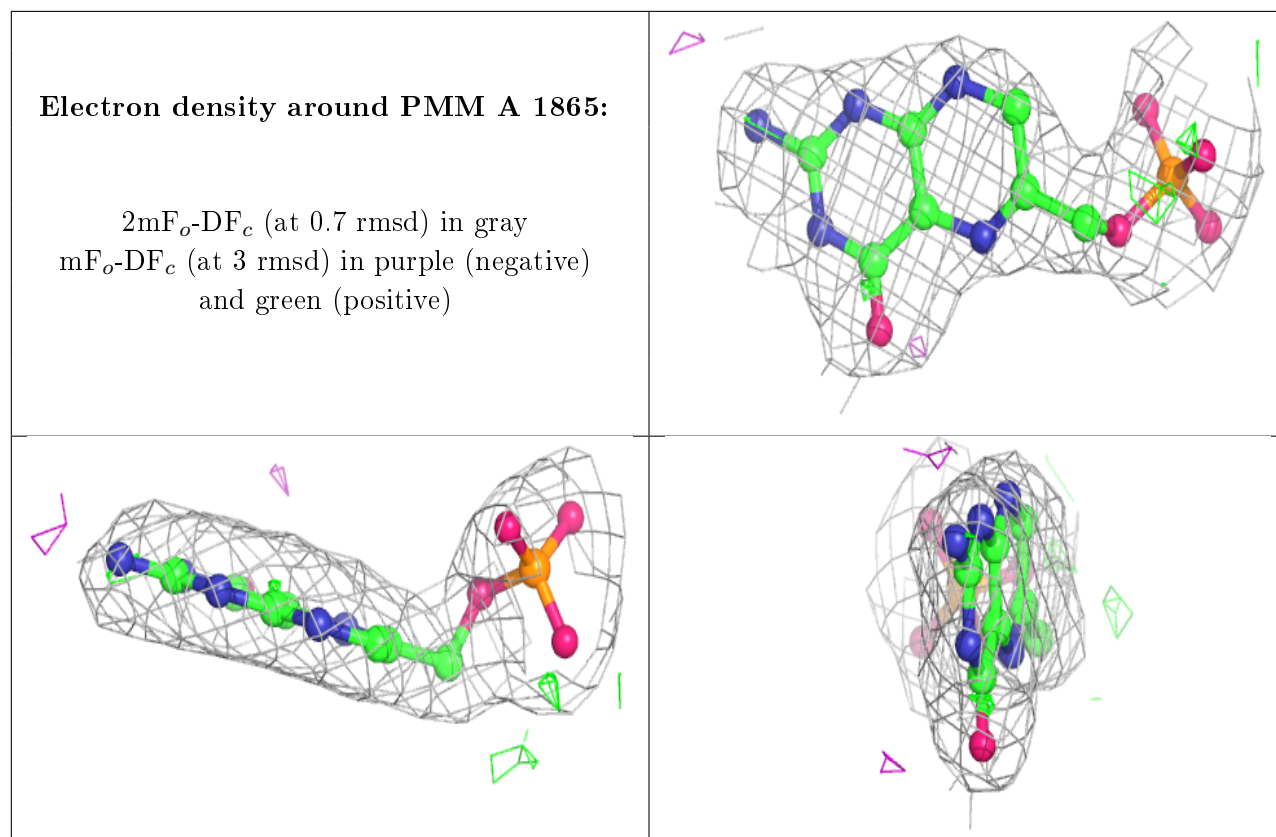 Electron density around PMM A 1865:
2mFo-DFc (at 0.7 rmsd) in gray
mFo-DFc (at 3 rmsd) in purple (negative)
and green (positive)